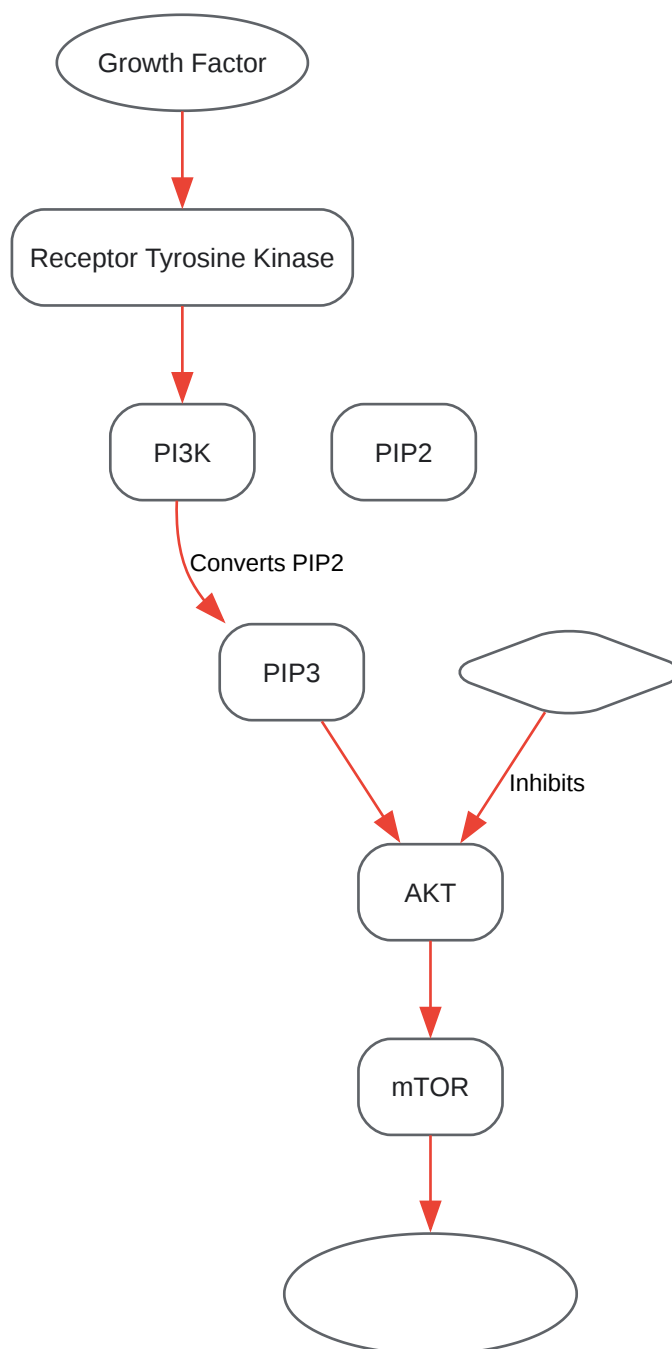 Growth Factor
Receptor Tyrosine Kinase
PI3K
PIP2
Converts PIP2
PIP3
Inhibits
AKT
mTOR